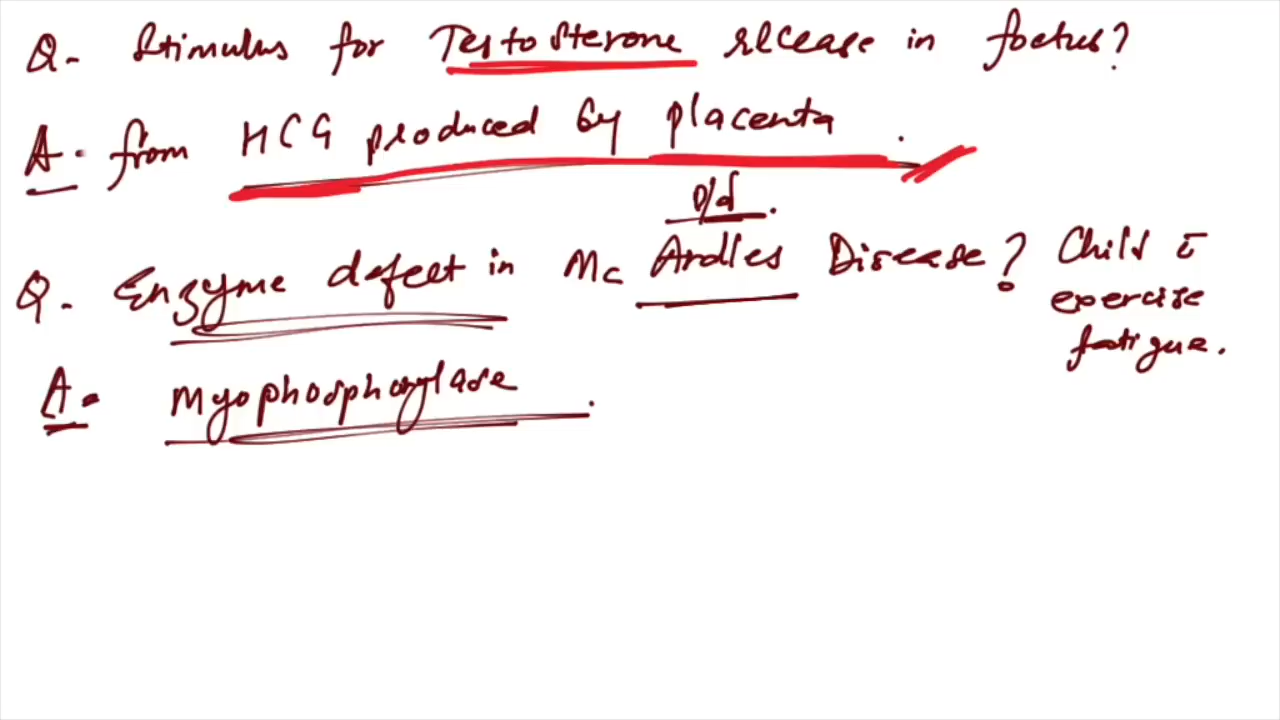 Q. Stimulus for Testosterone release in foetus?
A. from HCG produced by placenta.
Q. Enzyme defect in Mc Ardles Disease? Child c̄
exercise
fatigue.
A. Myophosphorylase.